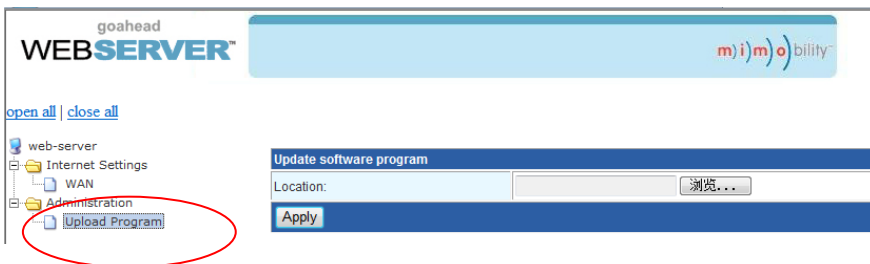 goahead
WEBSERVER™
m)i)m)o)bility™
open all | close all
web-server
Internet Settings
WAN
Administration
Upload Program
Update software program
Location:
浏览...
Apply